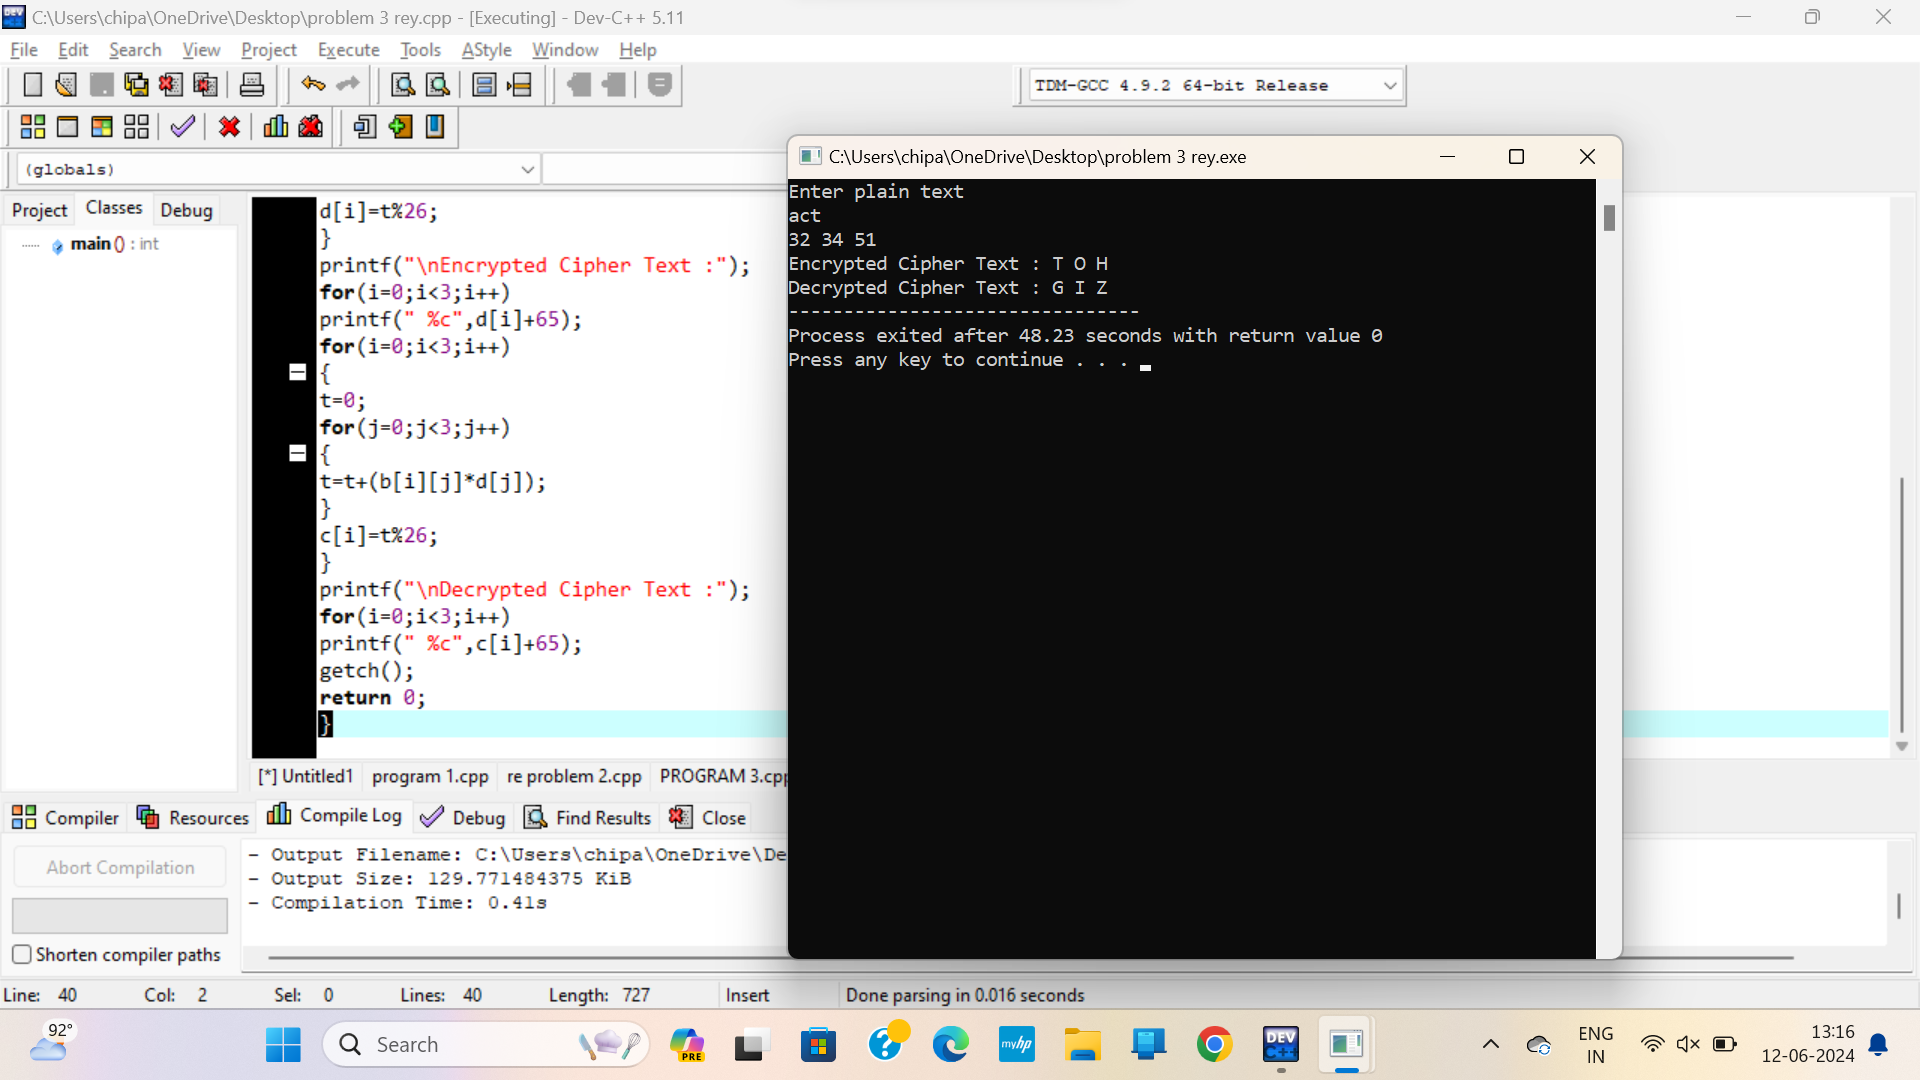 C:\Users\chipa\OneDrive\Desktop\problem 3 rey.cpp - [Executing] - Dev-C++ 5.11
File Edit Search View Project Execute Tools AStyle Window Help
TDM-GCC 4.9.2 64-bit Release
(globals)
Project Classes Debug
main () : int
d[i]=t%26;
}
printf("\nEncrypted Cipher Text :");
for(i=0;i<3;i++)
printf(" %c",d[i]+65);
for(i=0;i<3;i++)
{
t=0;
for(j=0;j<3;j++)
{
t=t+(b[i][j]*d[j]);
}
c[i]=t%26;
}
printf("\nDecrypted Cipher Text :");
for(i=0;i<3;i++)
printf(" %c",c[i]+65);
getch();
return 0;
}
C:\Users\chipa\OneDrive\Desktop\problem 3 rey.exe
Enter plain text
act
32 34 51
Encrypted Cipher Text : T O H
Decrypted Cipher Text : G I Z
--------------------------------
Process exited after 48.23 seconds with return value 0
Press any key to continue . . .
[*] Untitled1 program 1.cpp re problem 2.cpp PROGRAM 3.cpp
Compiler Resources Compile Log Debug Find Results Close
Abort Compilation
Shorten compiler paths
- Output Filename: C:\Users\chipa\OneDrive\De
- Output Size: 129.771484375 KiB
- Compilation Time: 0.41s
Line: 40 Col: 2 Sel: 0 Lines: 40 Length: 727 Insert Done parsing in 0.016 seconds
92°
Search
PRE
myhp
DEV C++
ENG
IN
13:16
12-06-2024